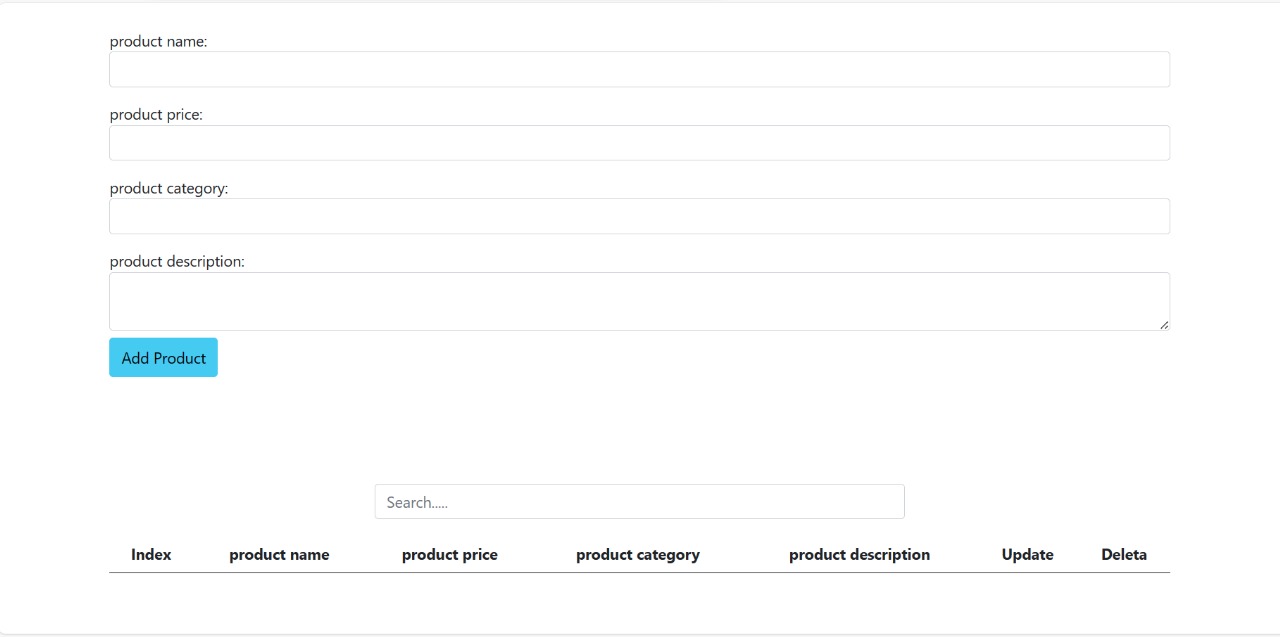 product name:
product price:
product category:
product description:
Add Product
Search.....
Index product name product price product category product description Update Deleta